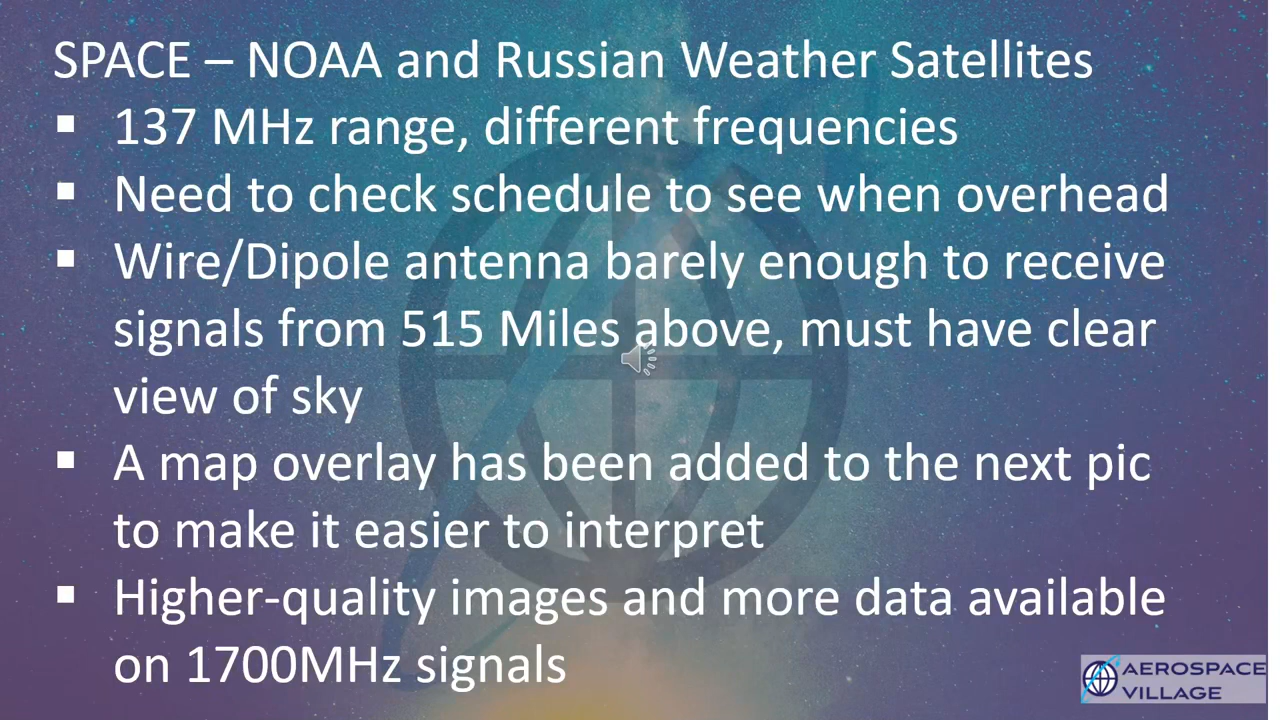 SPACE – NOAA and Russian Weather Satellites
▪ 137 MHz range, different frequencies
▪ Need to check schedule to see when overhead
▪ Wire/Dipole antenna barely enough to receive
signals from 515 Miles above, must have clear
view of sky
▪ A map overlay has been added to the next pic
to make it easier to interpret
▪ Higher-quality images and more data available
on 1700MHz signals
AEROSPACE
VILLAGE